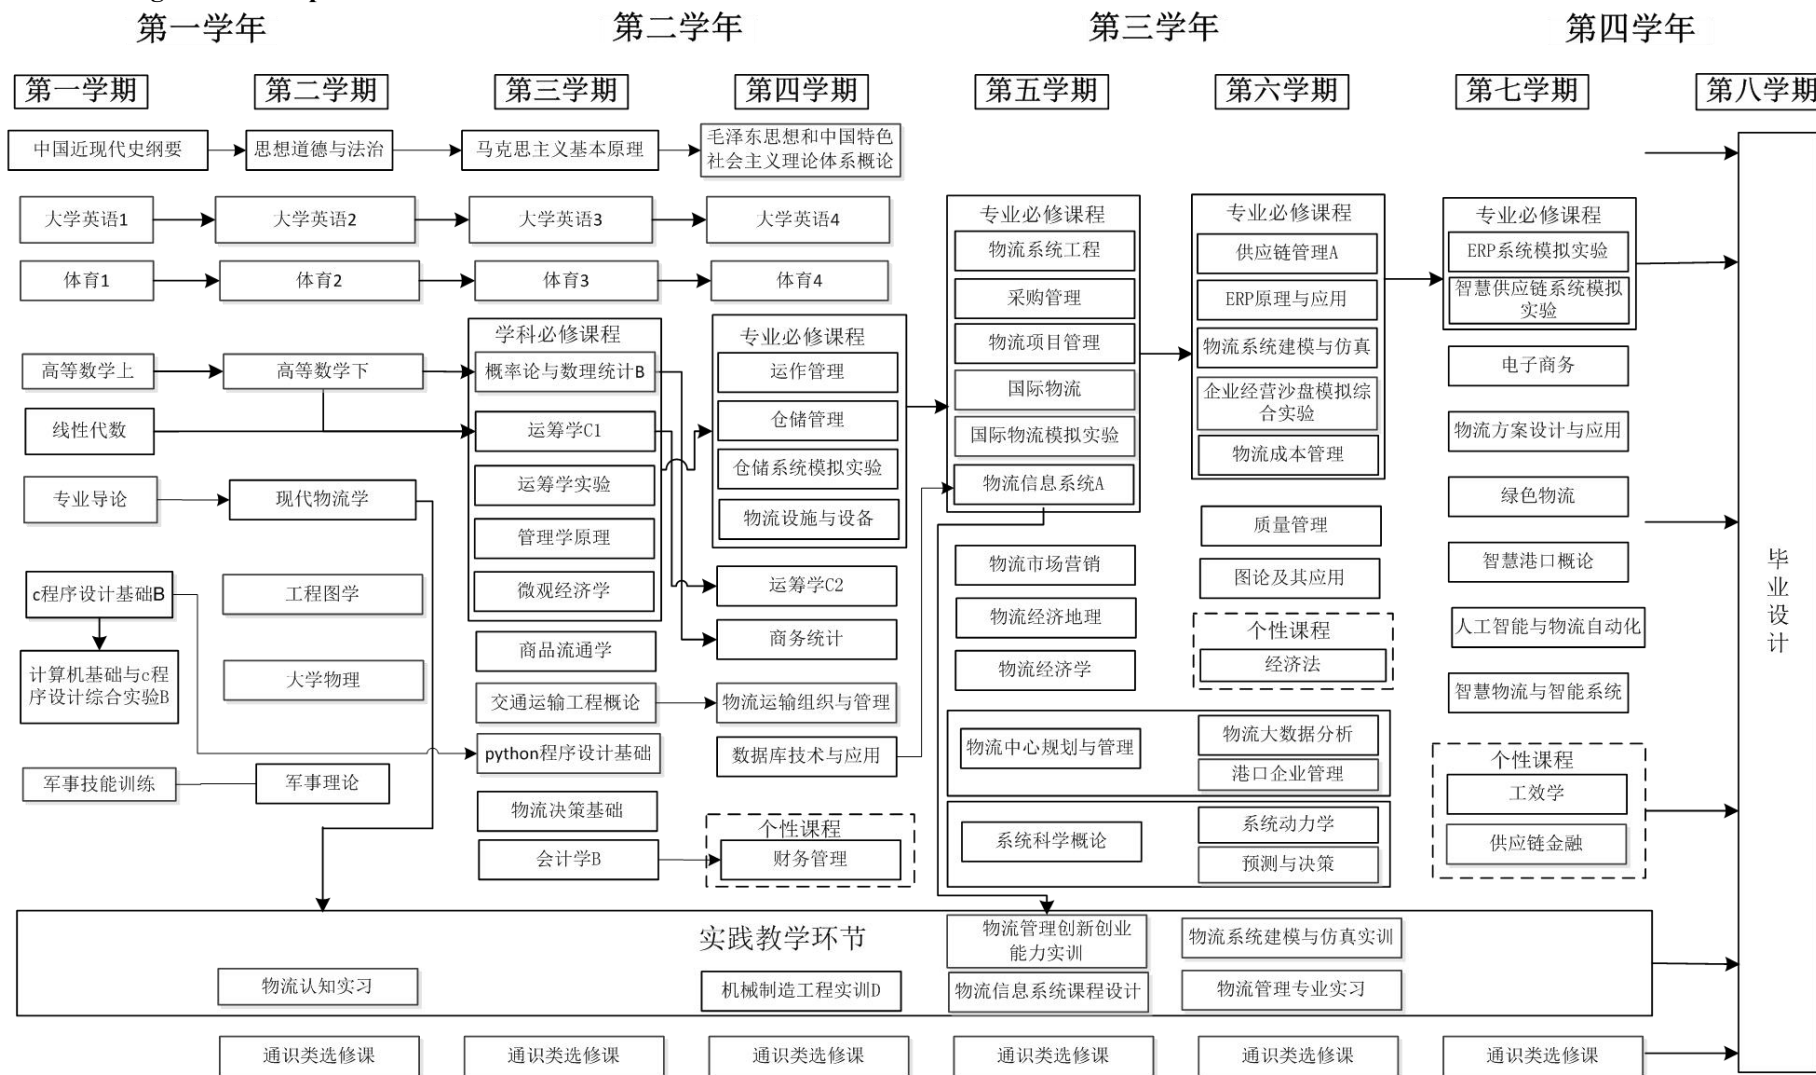 第一学年
第二学年
第三学年
第四学年
第一学期
第二学期
第三学期
第四学期
第五学期
第六学期
第七学期
第八学期
中国近现代史纲要
思想道德与法治
马克思主义基本原理
毛泽东思想和中国特色
社会主义理论体系概论
大学英语1
大学英语2
大学英语3
大学英语4
体育1
体育2
体育3
体育4
高等数学上
高等数学下
线性代数
专业导论
现代物流学
c程序设计基础B
工程图学
计算机基础与c程
序设计综合实验B
大学物理
军事技能训练
军事理论
学科必修课程
概率论与数理统计B
运筹学C1
运筹学实验
管理学原理
微观经济学
商品流通学
交通运输工程概论
python程序设计基础
物流决策基础
会计学B
专业必修课程
运作管理
仓储管理
仓储系统模拟实验
物流设施与设备
运筹学C2
商务统计
物流运输组织与管理
数据库技术与应用
个性课程
财务管理
专业必修课程
物流系统工程
采购管理
物流项目管理
国际物流
国际物流模拟实验
物流信息系统A
物流市场营销
物流经济地理
物流经济学
物流中心规划与管理
系统科学概论
专业必修课程
供应链管理A
ERP原理与应用
物流系统建模与仿真
企业经营沙盘模拟综
合实验
物流成本管理
质量管理
图论及其应用
个性课程
经济法
物流大数据分析
港口企业管理
系统动力学
预测与决策
专业必修课程
ERP系统模拟实验
智慧供应链系统模拟
实验
电子商务
物流方案设计与应用
绿色物流
智慧港口概论
人工智能与物流自动化
智慧物流与智能系统
个性课程
工效学
供应链金融
毕业设计
实践教学环节
物流认知实习
机械制造工程实训D
物流管理创新创业
能力实训
物流信息系统课程设计
物流系统建模与仿真实训
物流管理专业实习
通识类选修课
通识类选修课
通识类选修课
通识类选修课
通识类选修课
通识类选修课